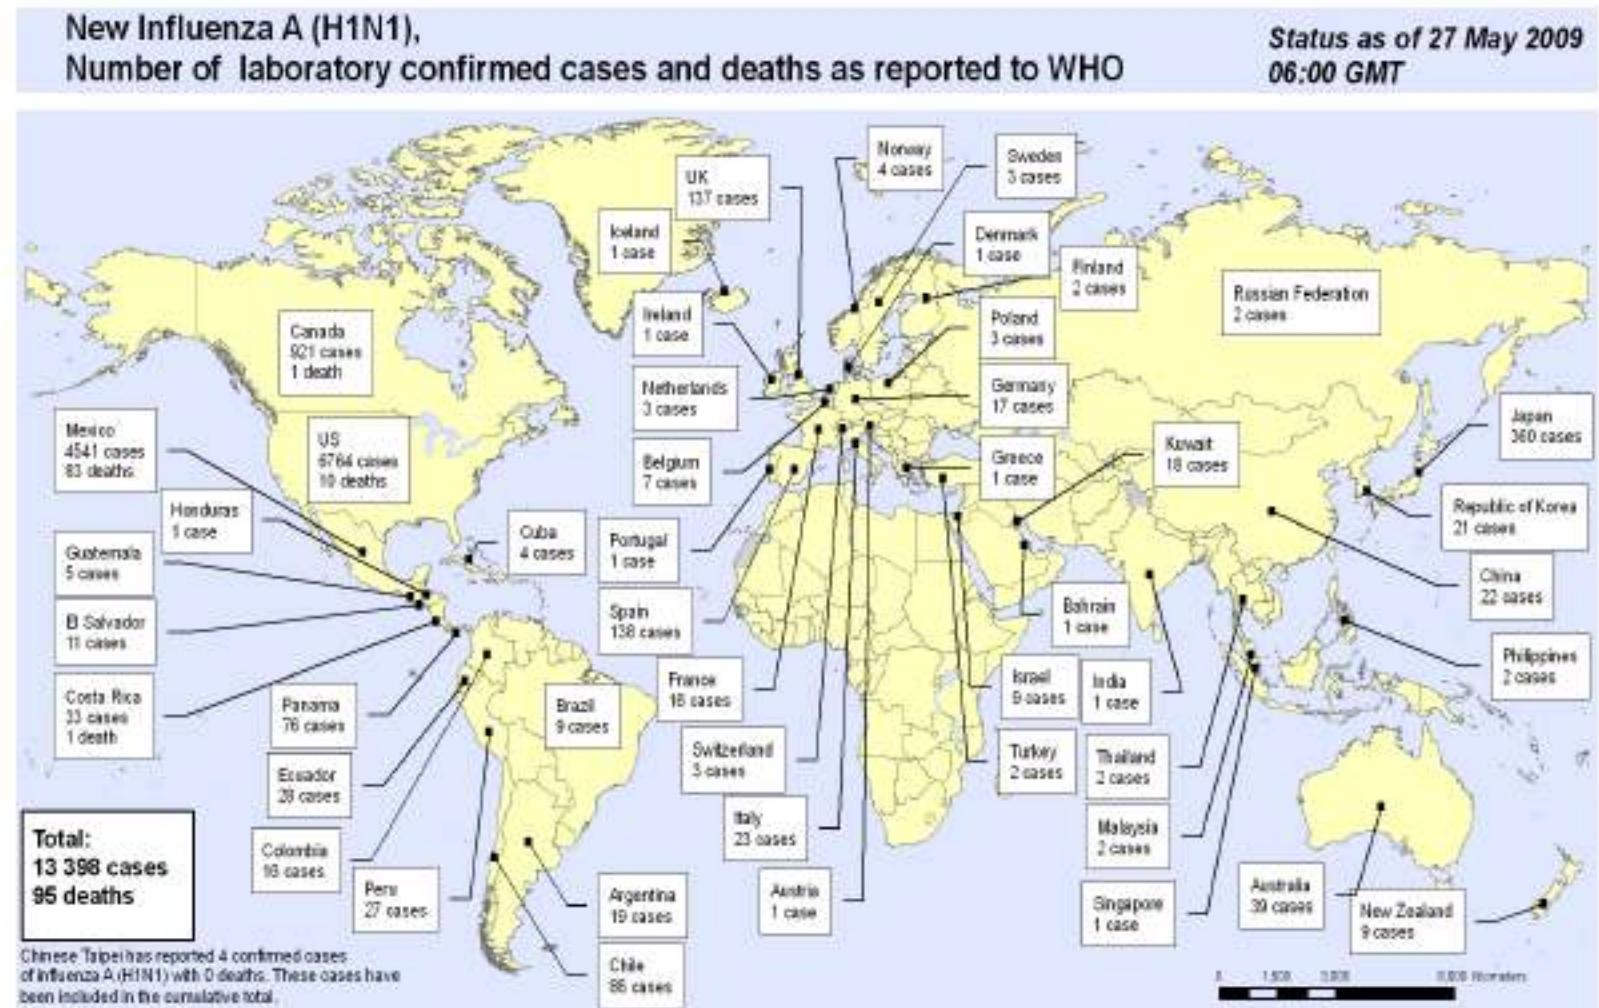 New Influenza A (H1N1),
Number of laboratory confirmed cases and deaths as reported to WHO
Status as of 27 May 2009
06:00 GMT
Norway
4 cases
Sweden
3 cases
UK
137 cases
Iceland
1 case
Denmark
1 case
Finland
2 cases
Russian Federation
2 cases
Ireland
1 case
Poland
3 cases
Canada
921 cases
1 death
Netherlands
3 cases
Germany
17 cases
Mexico
4541 cases
83 deaths
US
6764 cases
10 deaths
Belgium
7 cases
Greece
1 case
Kuwait
18 cases
Japan
360 cases
Honduras
1 case
Cuba
4 cases
Portugal
1 case
Republic of Korea
21 cases
Guatemala
5 cases
China
22 cases
El Salvador
11 cases
Spain
138 cases
Bahrain
1 case
Philippines
2 cases
Costa Rica
33 cases
1 death
Panama
76 cases
Brazil
9 cases
France
16 cases
Israel
9 cases
India
1 case
Switzerland
3 cases
Turkey
2 cases
Thailand
2 cases
Ecuador
28 cases
Italy
23 cases
Malaysia
2 cases
Total:
13 398 cases
95 deaths
Colombia
16 cases
Peru
27 cases
Argentina
19 cases
Austria
1 case
Singapore
1 case
Australia
39 cases
New Zealand
9 cases
Chile
86 cases
Chinese Taipei has reported 4 confirmed cases
of influenza A (H1N1) with 0 deaths. These cases have
been included in the cumulative total.
0 1,500 3,000 Kilometers